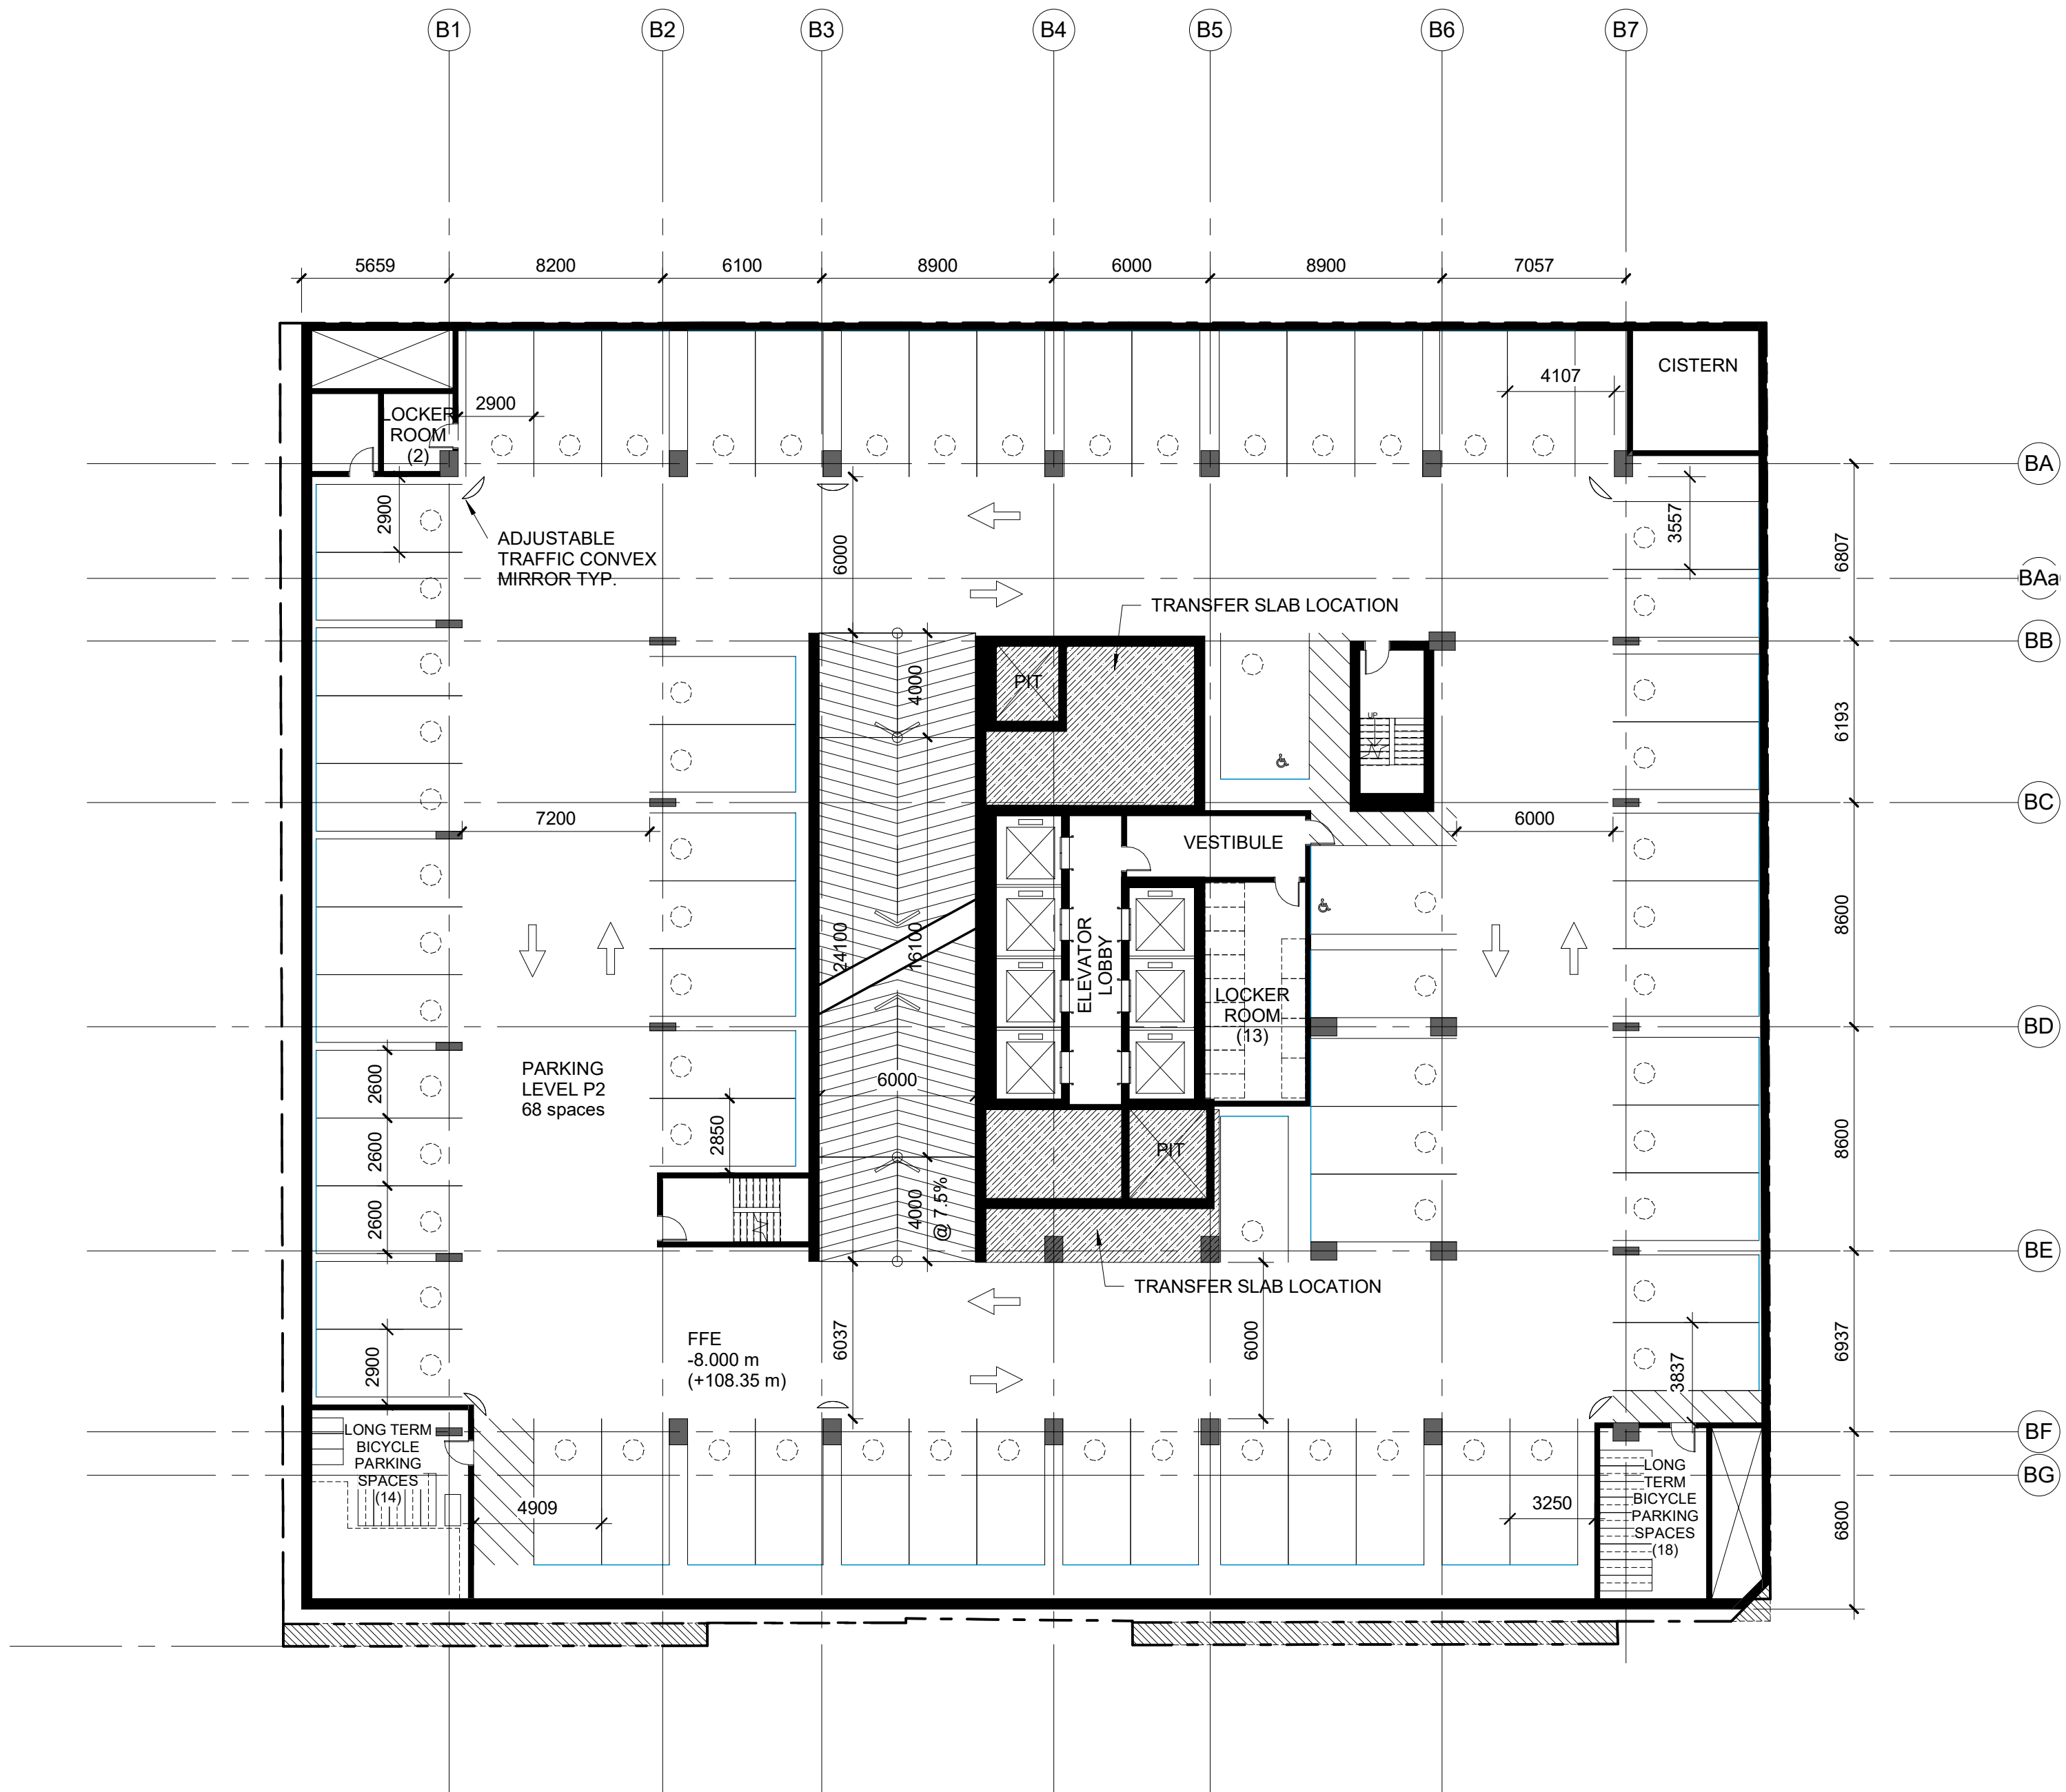 B1
B2
B3
B4
B5
B6
B7
5659
8200
6100
8900
6000
8900
7057
CISTERN
4107
2900
LOCKER
ROOM
(2)
BA
2900
ADJUSTABLE
TRAFFIC CONVEX
MIRROR TYP.
6000
3557
6807
BAa
TRANSFER SLAB LOCATION
BB
4000
PIT
UP
6193
BC
7200
6000
VESTIBULE
24100
16100
ELEVATOR
LOBBY
8600
LOCKER
ROOM
(13)
BD
PARKING
LEVEL P2
68 spaces
2600
2600
2600
6000
2850
PIT
8600
4000
@ 7.5%
BE
TRANSFER SLAB LOCATION
FFE
-8.000 m
(+108.35 m)
6037
6000
2900
3837
6937
LONG TERM
BICYCLE
PARKING
SPACES
(14)
BF
LONG
TERM
BICYCLE
PARKING
SPACES
(18)
BG
4909
3250
6800